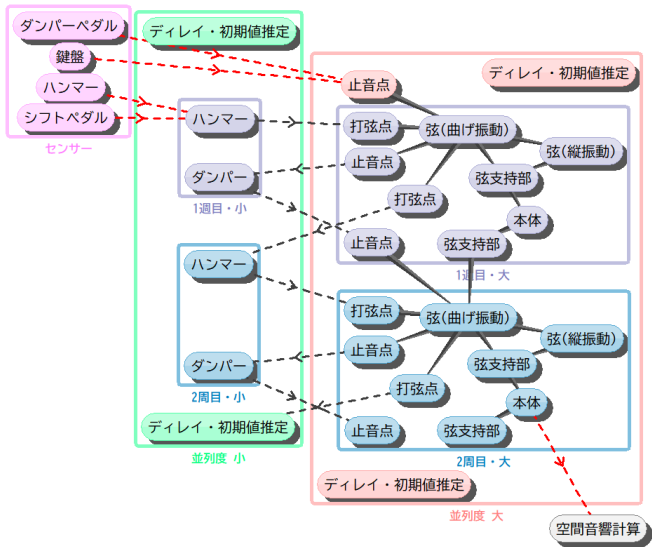 ダンパーペダル
鍵盤
ハンマー
シフトペダル
センサー
ディレイ・初期値推定
ハンマー
ダンパー
1週目・小
ハンマー
ダンパー
2周目・小
ディレイ・初期値推定
並列度 小
止音点
ディレイ・初期値推定
打弦点
弦(曲げ振動)
止音点
弦(縦振動)
弦支持部
打弦点
本体
止音点
弦支持部
1週目・大
打弦点
弦(曲げ振動)
止音点
弦(縦振動)
弦支持部
打弦点
本体
止音点
弦支持部
2周目・大
ディレイ・初期値推定
並列度 大
空間音響計算